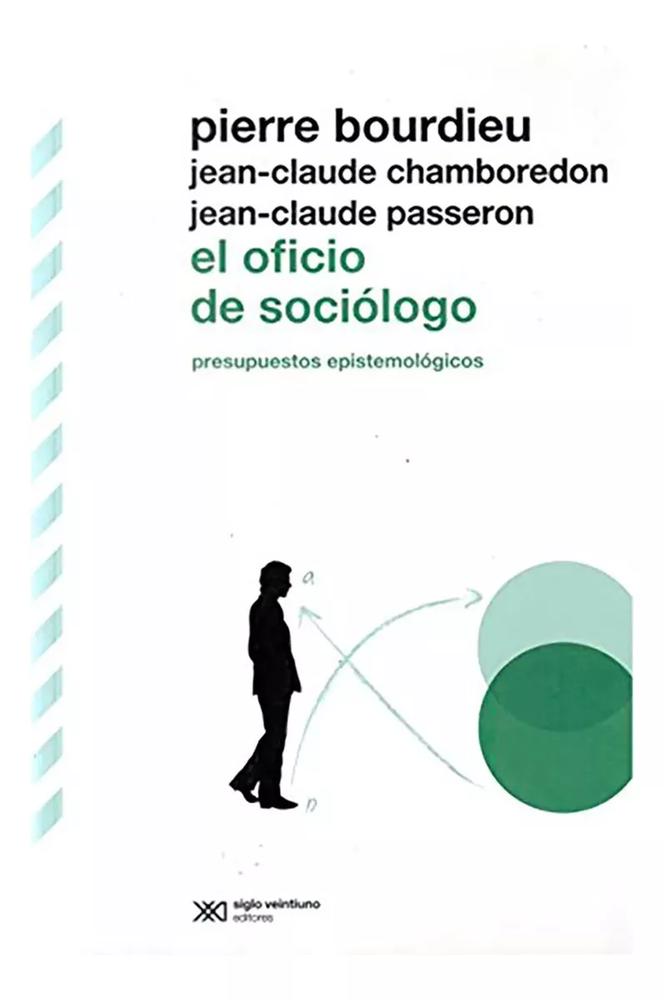 pierre bourdieu
jean-claude chamboredon
jean-claude passeron
el oficio
de sociólogo
presupuestos epistemológicos
a
n
siglo veintiuno
editores